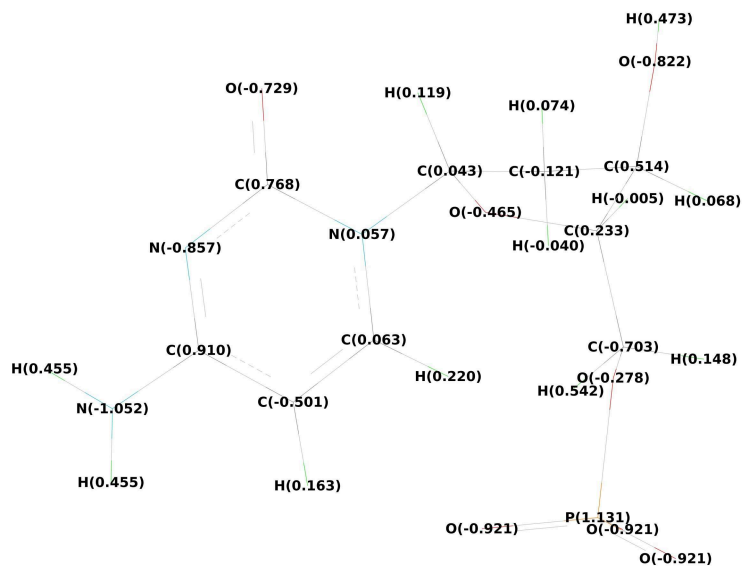 H(0.473)
O(-0.822)
O(-0.729)
H(0.119)
H(0.074)
C(0.043)
C(-0.121)
C(0.514)
C(0.768)
H(-0.005)
H(0.068)
O(-0.465)
N(0.057)
C(0.233)
N(-0.857)
H(-0.040)
C(0.063)
C(0.910)
C(-0.703)
H(0.148)
H(0.455)
H(0.220)
O(-0.278)
H(0.542)
N(-1.052)
C(-0.501)
H(0.455)
H(0.163)
P(1.131)
O(-0.921)
O(-0.921)
O(-0.921)